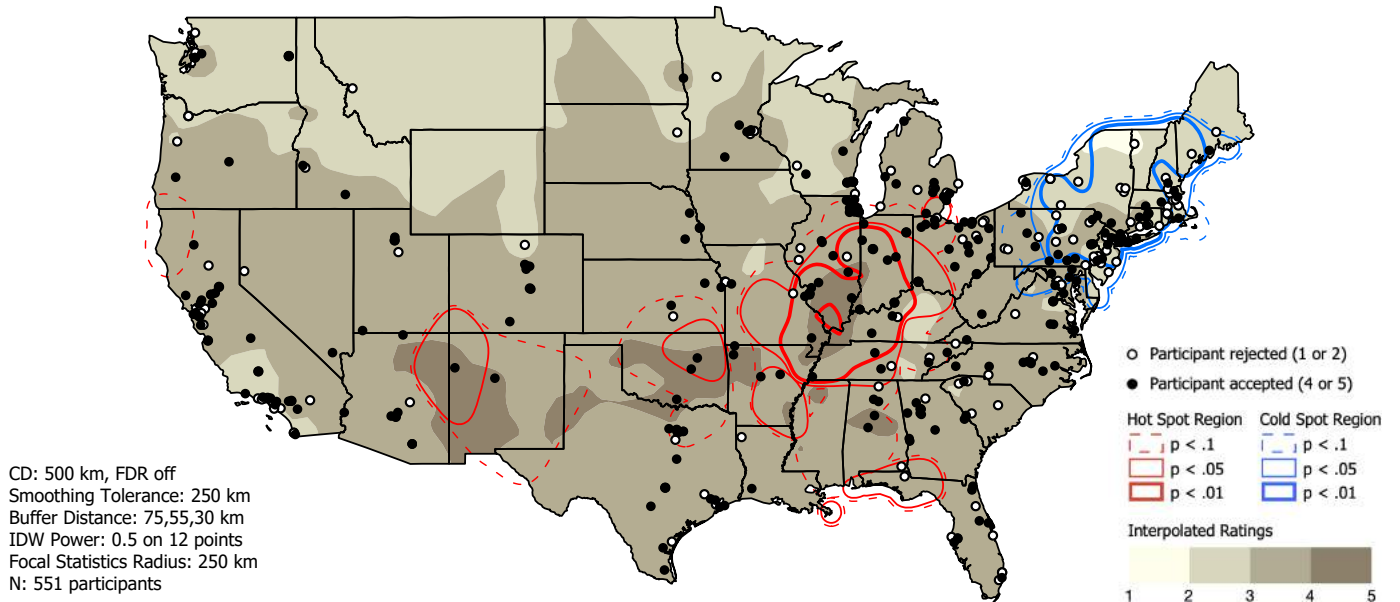 Participant rejected (1 or 2)
Participant accepted (4 or 5)
Hot Spot Region Cold Spot Region
p < .1 p < .1
p < .05 p < .05
p < .01 p < .01
Interpolated Ratings
1 2 3 4 5
CD: 500 km, FDR off
Smoothing Tolerance: 250 km
Buffer Distance: 75,55,30 km
IDW Power: 0.5 on 12 points
Focal Statistics Radius: 250 km
N: 551 participants